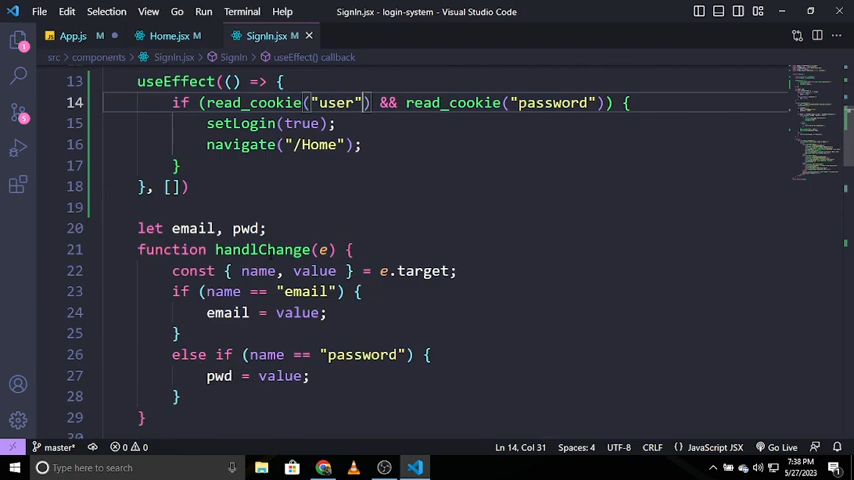 File Edit Selection View Go Run Terminal Help SignIn.jsx - login-system - Visual Studio Code
App.js M Home.jsx M SignIn.jsx M
src > components > SignIn.jsx > SignIn > useEffect() callback
13 useEffect(() => {
14 if (read_cookie("user") && read_cookie("password")) {
15 setLogin(true);
16 navigate("/Home");
17 }
18 }, [])
19
20 let email, pwd;
21 function handlChange(e) {
22 const { name, value } = e.target;
23 if (name == "email") {
24 email = value;
25 }
26 else if (name == "password") {
27 pwd = value;
28 }
29 }
1
5
master* 0 0 Ln 14, Col 31 Spaces: 4 UTF-8 CRLF { } JavaScript JSX Go Live
Type here to search 7:38 PM
5/27/2023